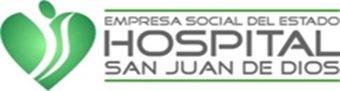 EMPRESA SOCIAL DEL ESTADO
HOSPITAL
SAN JUAN DE DIOS